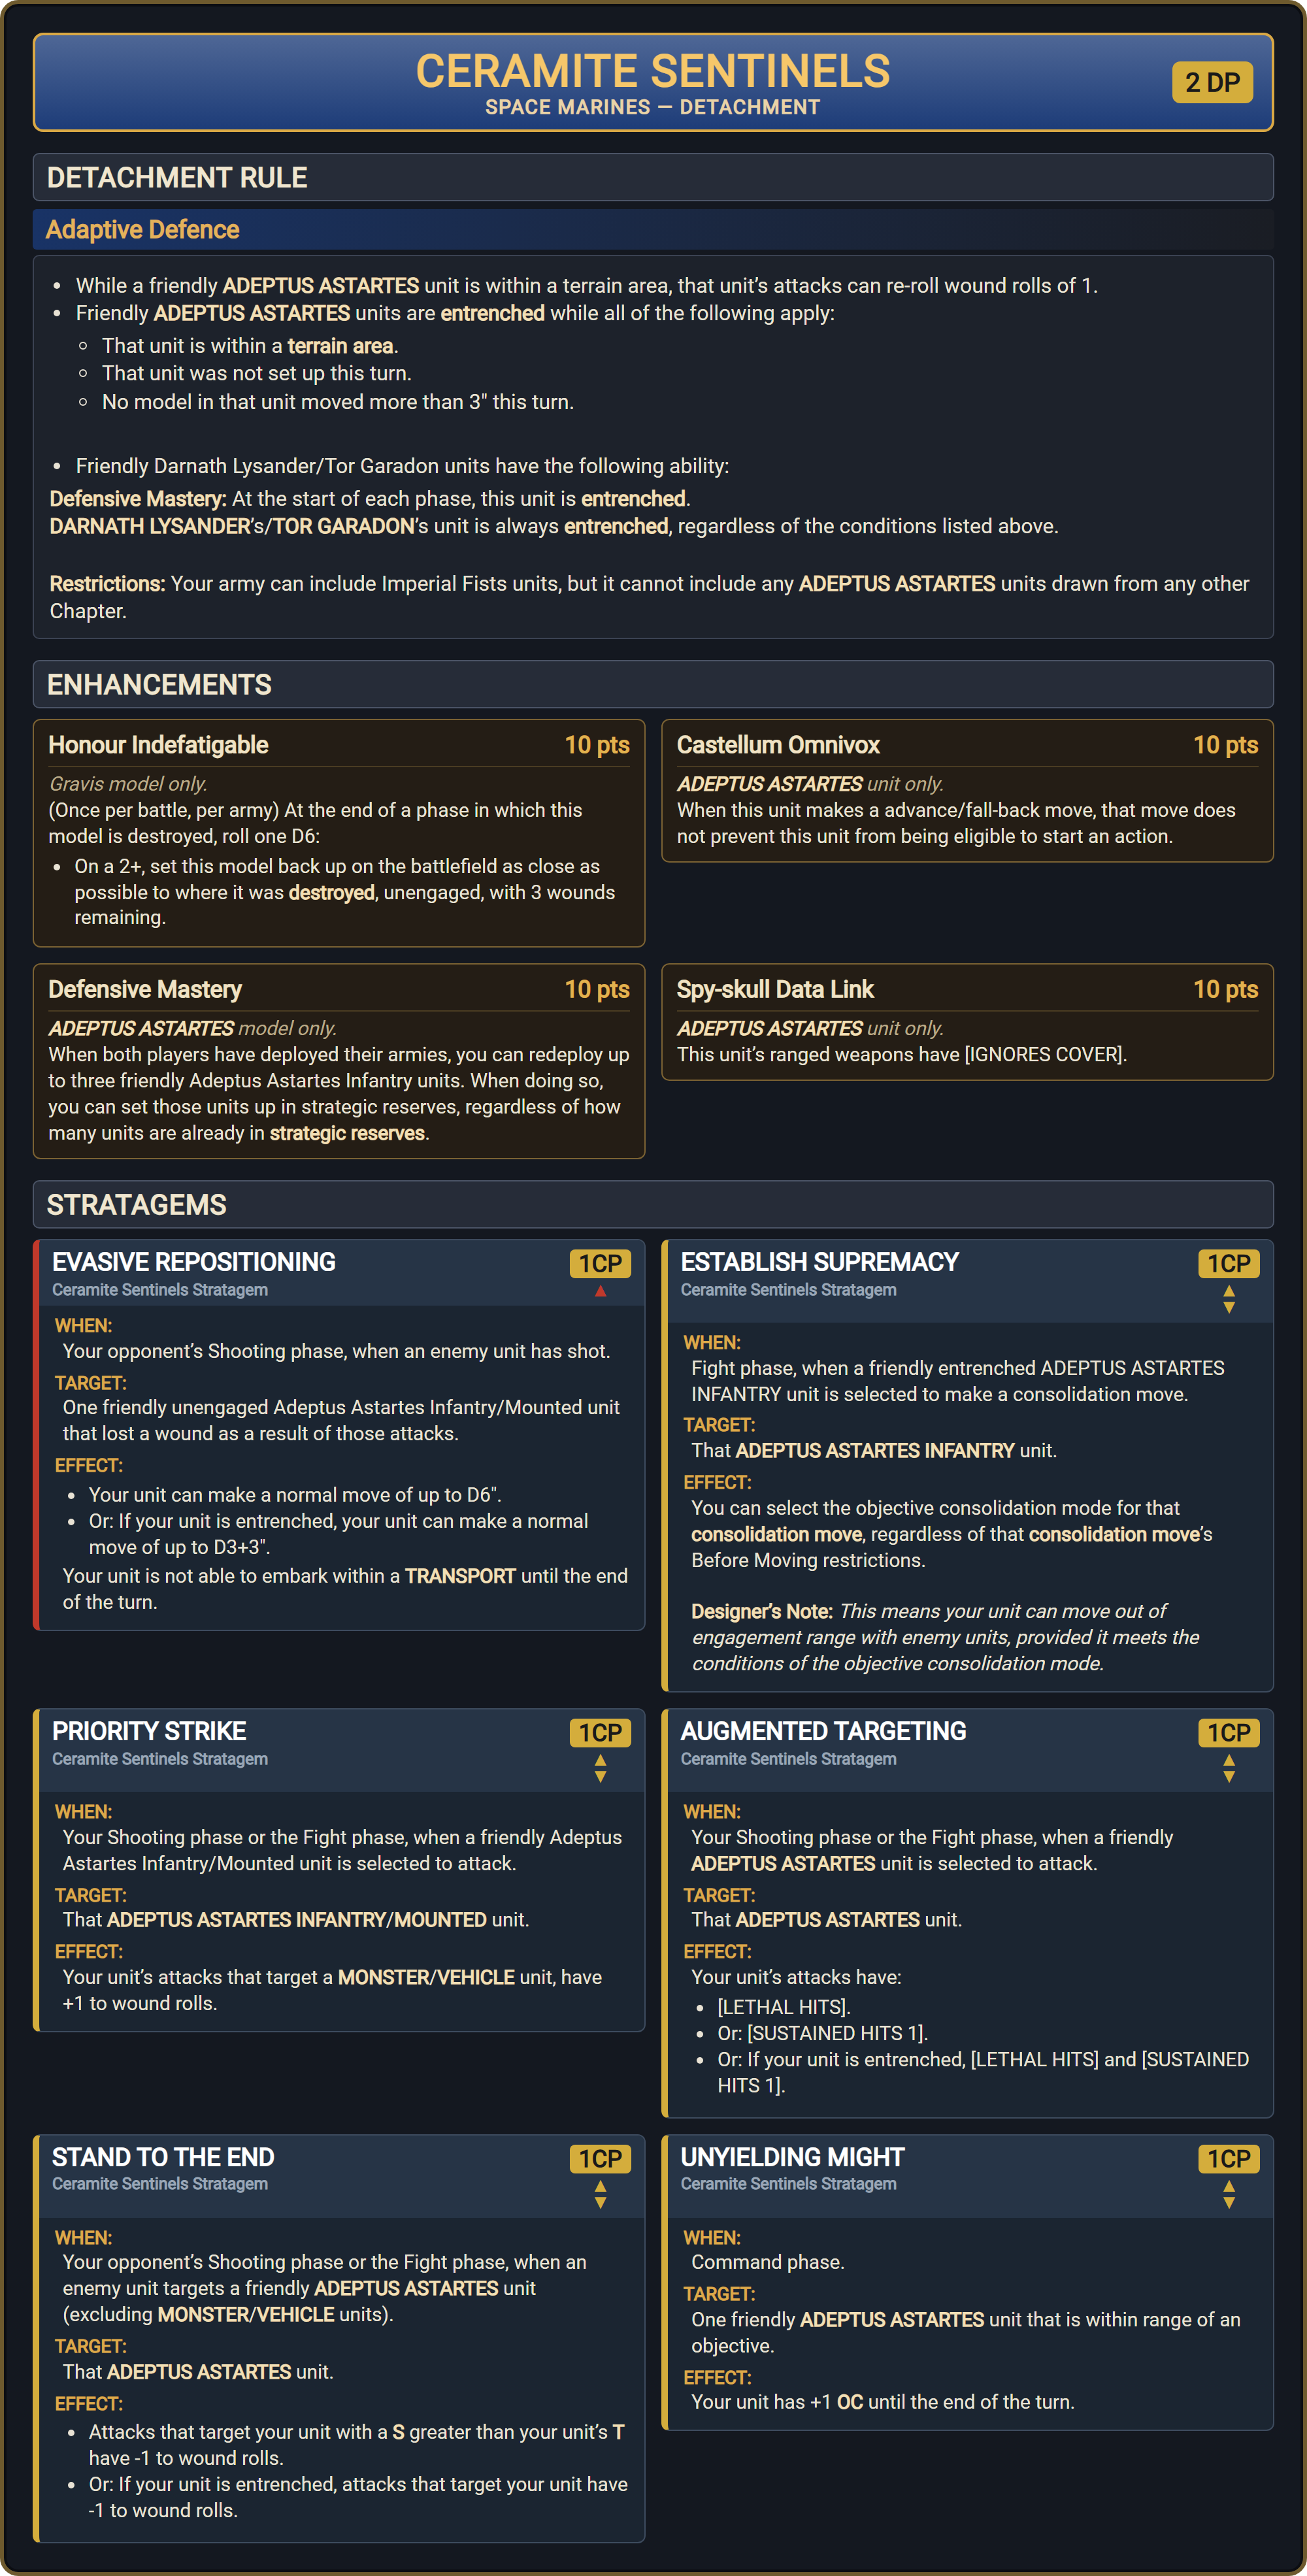 CERAMITE SENTINELS
SPACE MARINES — DETACHMENT
2 DP
DETACHMENT RULE
Adaptive Defence
• While a friendly ADEPTUS ASTARTES unit is within a terrain area, that unit’s attacks can re-roll wound rolls of 1.
• Friendly ADEPTUS ASTARTES units are entrenched while all of the following apply:
○ That unit is within a terrain area.
○ That unit was not set up this turn.
○ No model in that unit moved more than 3" this turn.
• Friendly Darnath Lysander/Tor Garadon units have the following ability:
Defensive Mastery: At the start of each phase, this unit is entrenched.
DARNATH LYSANDER’s/TOR GARADON’s unit is always entrenched, regardless of the conditions listed above.
Restrictions: Your army can include Imperial Fists units, but it cannot include any ADEPTUS ASTARTES units drawn from any other
Chapter.
ENHANCEMENTS
Honour Indefatigable 10 pts
Gravis model only.
(Once per battle, per army) At the end of a phase in which this
model is destroyed, roll one D6:
• On a 2+, set this model back up on the battlefield as close as
possible to where it was destroyed, unengaged, with 3 wounds
remaining.
Castellum Omnivox 10 pts
ADEPTUS ASTARTES unit only.
When this unit makes a advance/fall-back move, that move does
not prevent this unit from being eligible to start an action.
Defensive Mastery 10 pts
ADEPTUS ASTARTES model only.
When both players have deployed their armies, you can redeploy up
to three friendly Adeptus Astartes Infantry units. When doing so,
you can set those units up in strategic reserves, regardless of how
many units are already in strategic reserves.
Spy-skull Data Link 10 pts
ADEPTUS ASTARTES unit only.
This unit’s ranged weapons have [IGNORES COVER].
STRATAGEMS
EVASIVE REPOSITIONING 1CP
Ceramite Sentinels Stratagem
WHEN:
Your opponent’s Shooting phase, when an enemy unit has shot.
TARGET:
One friendly unengaged Adeptus Astartes Infantry/Mounted unit
that lost a wound as a result of those attacks.
EFFECT:
• Your unit can make a normal move of up to D6".
• Or: If your unit is entrenched, your unit can make a normal
move of up to D3+3".
Your unit is not able to embark within a TRANSPORT until the end
of the turn.
ESTABLISH SUPREMACY 1CP
Ceramite Sentinels Stratagem
WHEN:
Fight phase, when a friendly entrenched ADEPTUS ASTARTES
INFANTRY unit is selected to make a consolidation move.
TARGET:
That ADEPTUS ASTARTES INFANTRY unit.
EFFECT:
You can select the objective consolidation mode for that
consolidation move, regardless of that consolidation move’s
Before Moving restrictions.
Designer’s Note: This means your unit can move out of
engagement range with enemy units, provided it meets the
conditions of the objective consolidation mode.
PRIORITY STRIKE 1CP
Ceramite Sentinels Stratagem
WHEN:
Your Shooting phase or the Fight phase, when a friendly Adeptus
Astartes Infantry/Mounted unit is selected to attack.
TARGET:
That ADEPTUS ASTARTES INFANTRY/MOUNTED unit.
EFFECT:
Your unit’s attacks that target a MONSTER/VEHICLE unit, have
+1 to wound rolls.
AUGMENTED TARGETING 1CP
Ceramite Sentinels Stratagem
WHEN:
Your Shooting phase or the Fight phase, when a friendly
ADEPTUS ASTARTES unit is selected to attack.
TARGET:
That ADEPTUS ASTARTES unit.
EFFECT:
Your unit’s attacks have:
• [LETHAL HITS].
• Or: [SUSTAINED HITS 1].
• Or: If your unit is entrenched, [LETHAL HITS] and [SUSTAINED
HITS 1].
STAND TO THE END 1CP
Ceramite Sentinels Stratagem
WHEN:
Your opponent’s Shooting phase or the Fight phase, when an
enemy unit targets a friendly ADEPTUS ASTARTES unit
(excluding MONSTER/VEHICLE units).
TARGET:
That ADEPTUS ASTARTES unit.
EFFECT:
• Attacks that target your unit with a S greater than your unit’s T
have -1 to wound rolls.
• Or: If your unit is entrenched, attacks that target your unit have
-1 to wound rolls.
UNYIELDING MIGHT 1CP
Ceramite Sentinels Stratagem
WHEN:
Command phase.
TARGET:
One friendly ADEPTUS ASTARTES unit that is within range of an
objective.
EFFECT:
Your unit has +1 OC until the end of the turn.